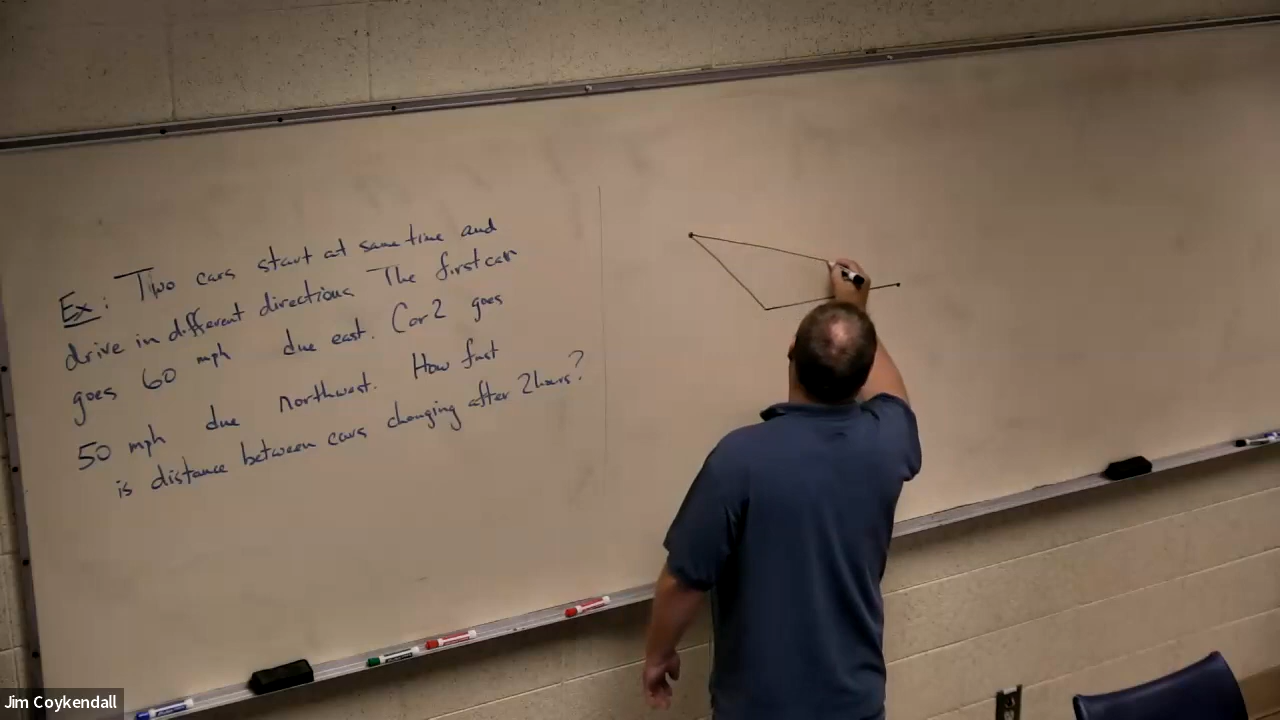 Ex: Two cars start at same time and
drive in different directions. The first car
goes 60 mph due east. Car 2 goes
50 mph due northwest. How fast
is distance between cars changing after 2 hours?
Jim Coykendall